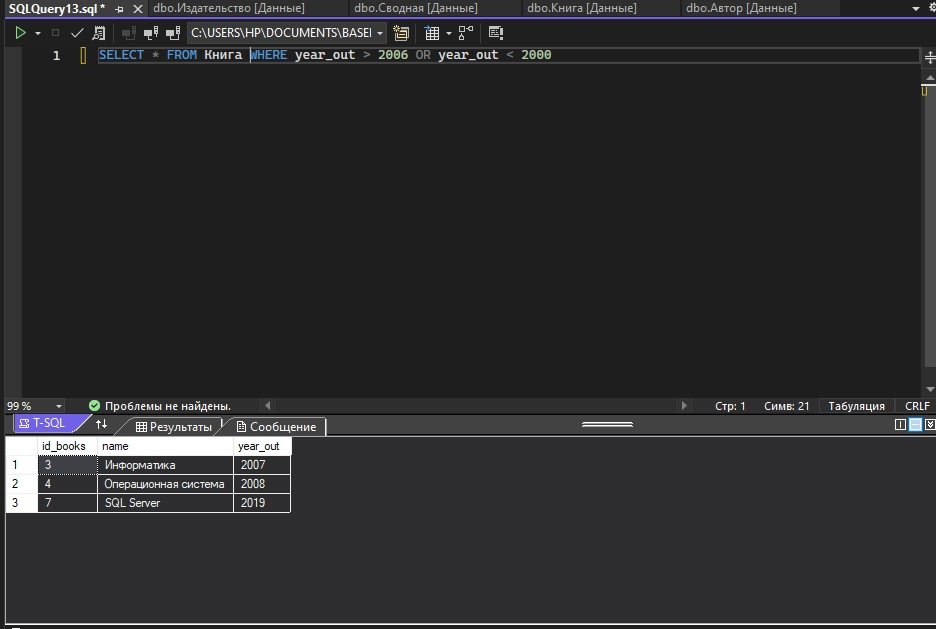 SQLQuery13.sql* dbo.Издательство [Данные] dbo.Сводная [Данные] dbo.Книга [Данные] dbo.Автор [Данные]
C:\USERS\HP\DOCUMENTS\BASEI
1 SELECT * FROM Книга WHERE year_out > 2006 OR year_out < 2000
99 % Проблемы не найдены. Стр: 1 Симв: 21 Табуляция CRLF
T-SQL Результаты Сообщение
id_books name year_out
1 3 Информатика 2007
2 4 Операционная система 2008
3 7 SQL Server 2019